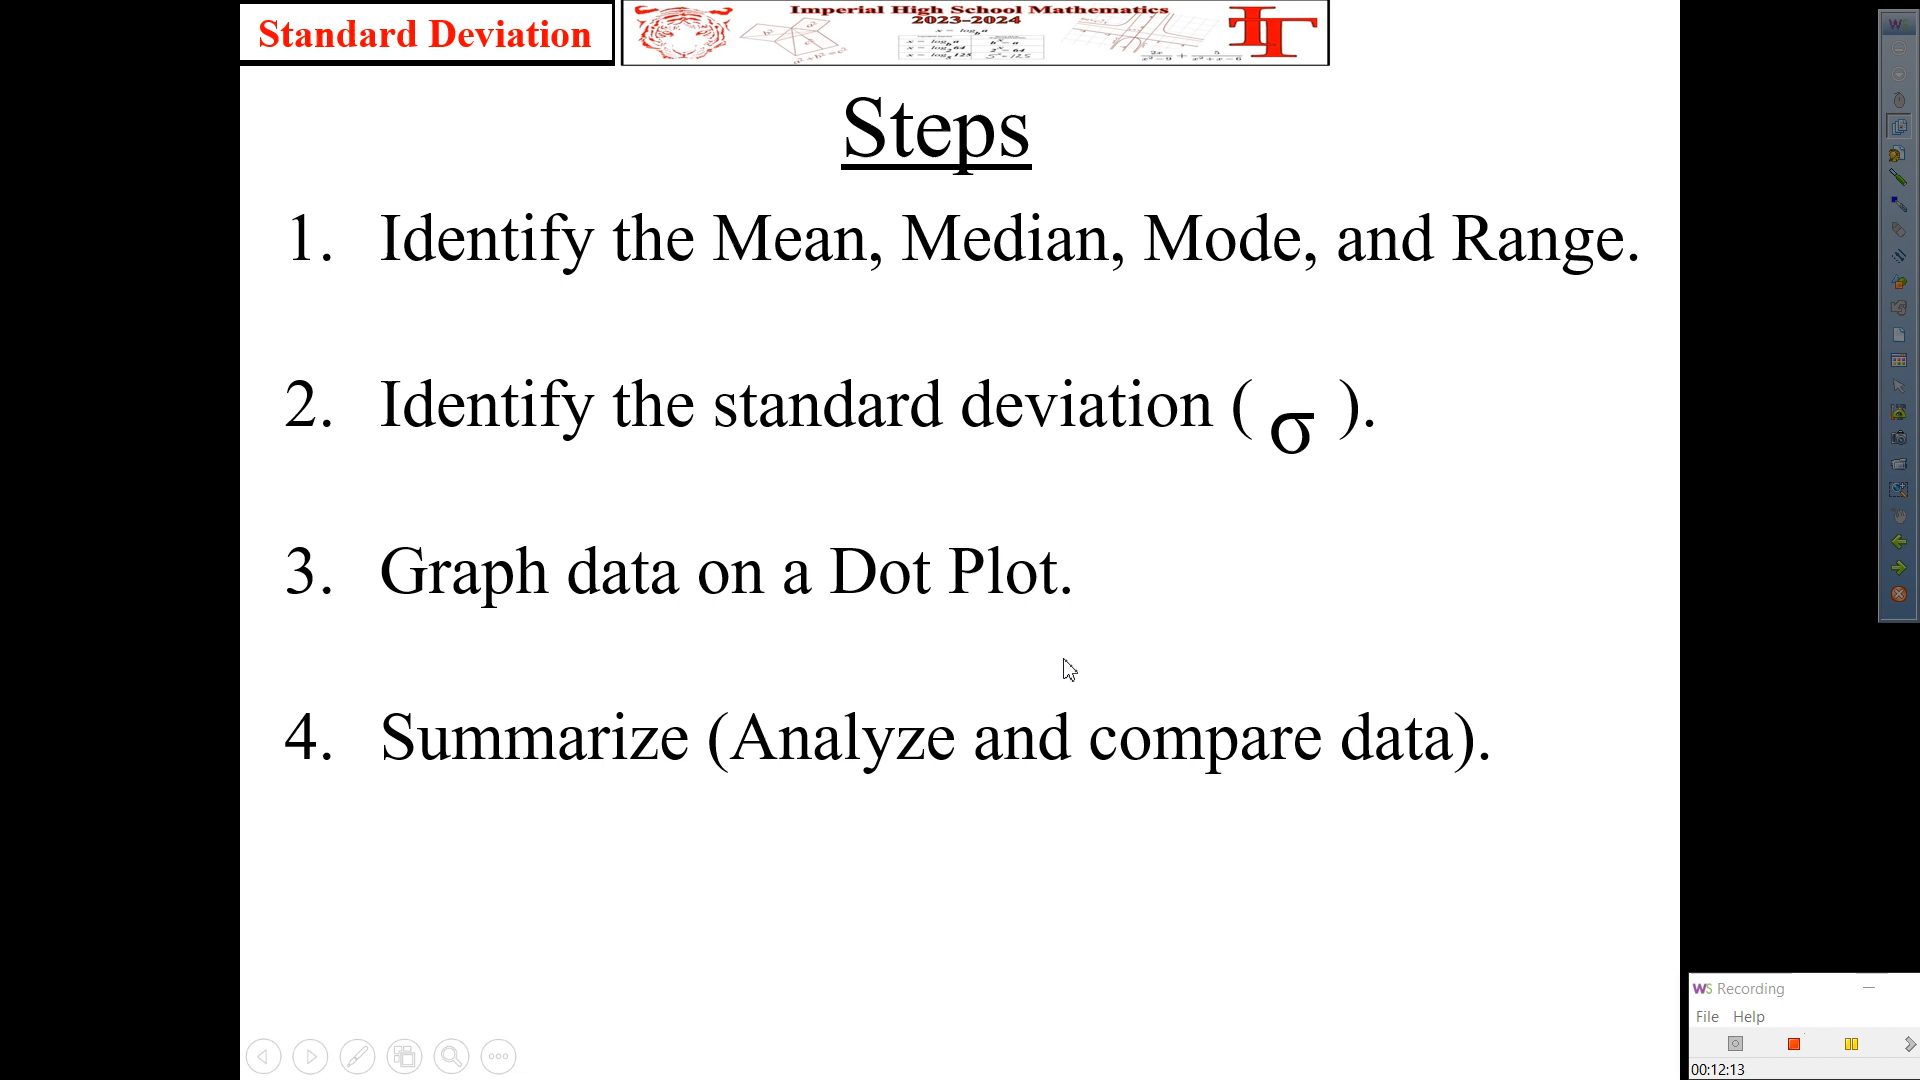 Standard Deviation
Imperial High School Mathematics
2023-2024
Steps
1. Identify the Mean, Median, Mode, and Range.
2. Identify the standard deviation ( σ ).
3. Graph data on a Dot Plot.
4. Summarize (Analyze and compare data).
WS Recording
File Help
00:12:13